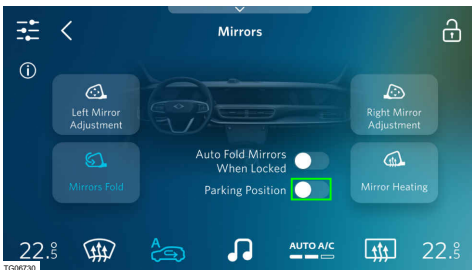 Mirrors
Left Mirror
Adjustment
Right Mirror
Adjustment
Auto Fold Mirrors
When Locked
Mirrors Fold
Parking Position
Mirror Heating
22.5°
A
AUTO A/C
22.5°
TG06730